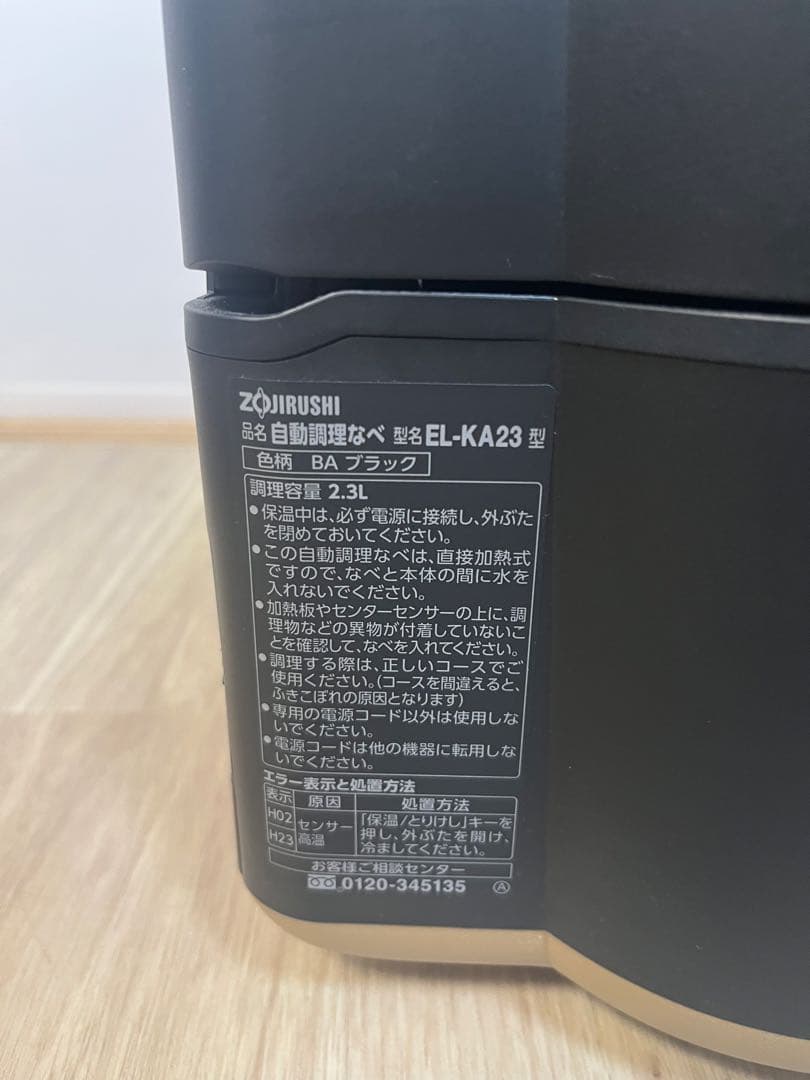 ZOJIRUSHI
品名 自動調理なべ 型名 EL-KA23 型
色柄 BA ブラック
調理容量 2.3L
●保温中は、必ず電源に接続し、外ぶた
を閉めておいてください。
●この自動調理なべは、直接加熱式
ですので、なべと本体の間に水を
入れないでください。
●加熱板やセンターセンサーの上に、調
理物などの異物が付着していないこ
とを確認して、なべを入れてください。
●調理する際は、正しいコースでご
使用ください。(コースを間違えると、
ふきこぼれの原因となります)
●専用の電源コード以外は使用しな
いでください。
●電源コードは他の機器に転用しな
いでください。
エラー表示と処置方法
表示 原因 処置方法
H02 センサー 「保温/とりけし」キーを
H23 高温 押し、外ぶたを開け、
冷ましてください。
お客様ご相談センター
0120-345135 Ⓐ